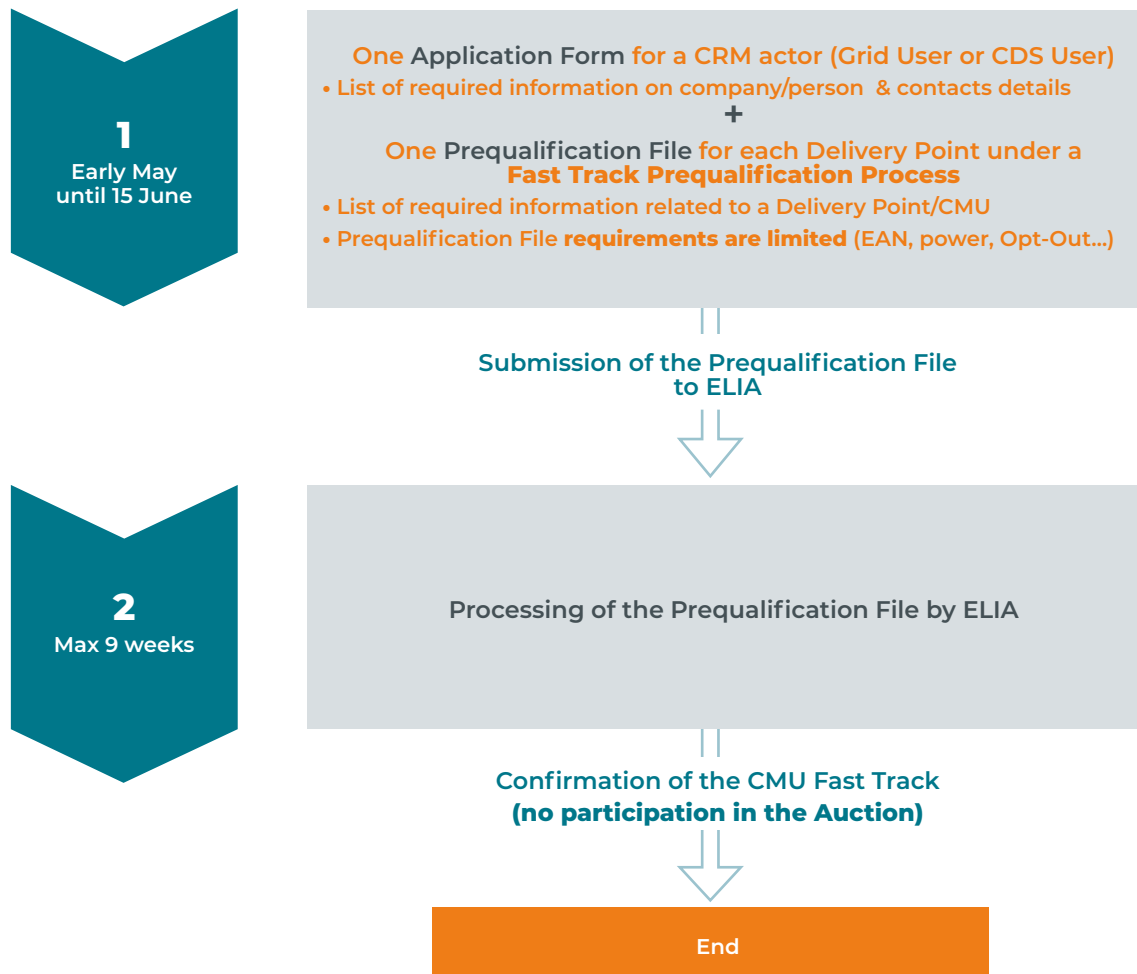 1
Early May
until 15 June
One Application Form for a CRM actor (Grid User or CDS User)
• List of required information on company/person & contacts details
+
One Prequalification File for each Delivery Point under a
Fast Track Prequalification Process
• List of required information related to a Delivery Point/CMU
• Prequalification File requirements are limited (EAN, power, Opt-Out...)
Submission of the Prequalification File
to ELIA
2
Max 9 weeks
Processing of the Prequalification File by ELIA
Confirmation of the CMU Fast Track
(no participation in the Auction)
End